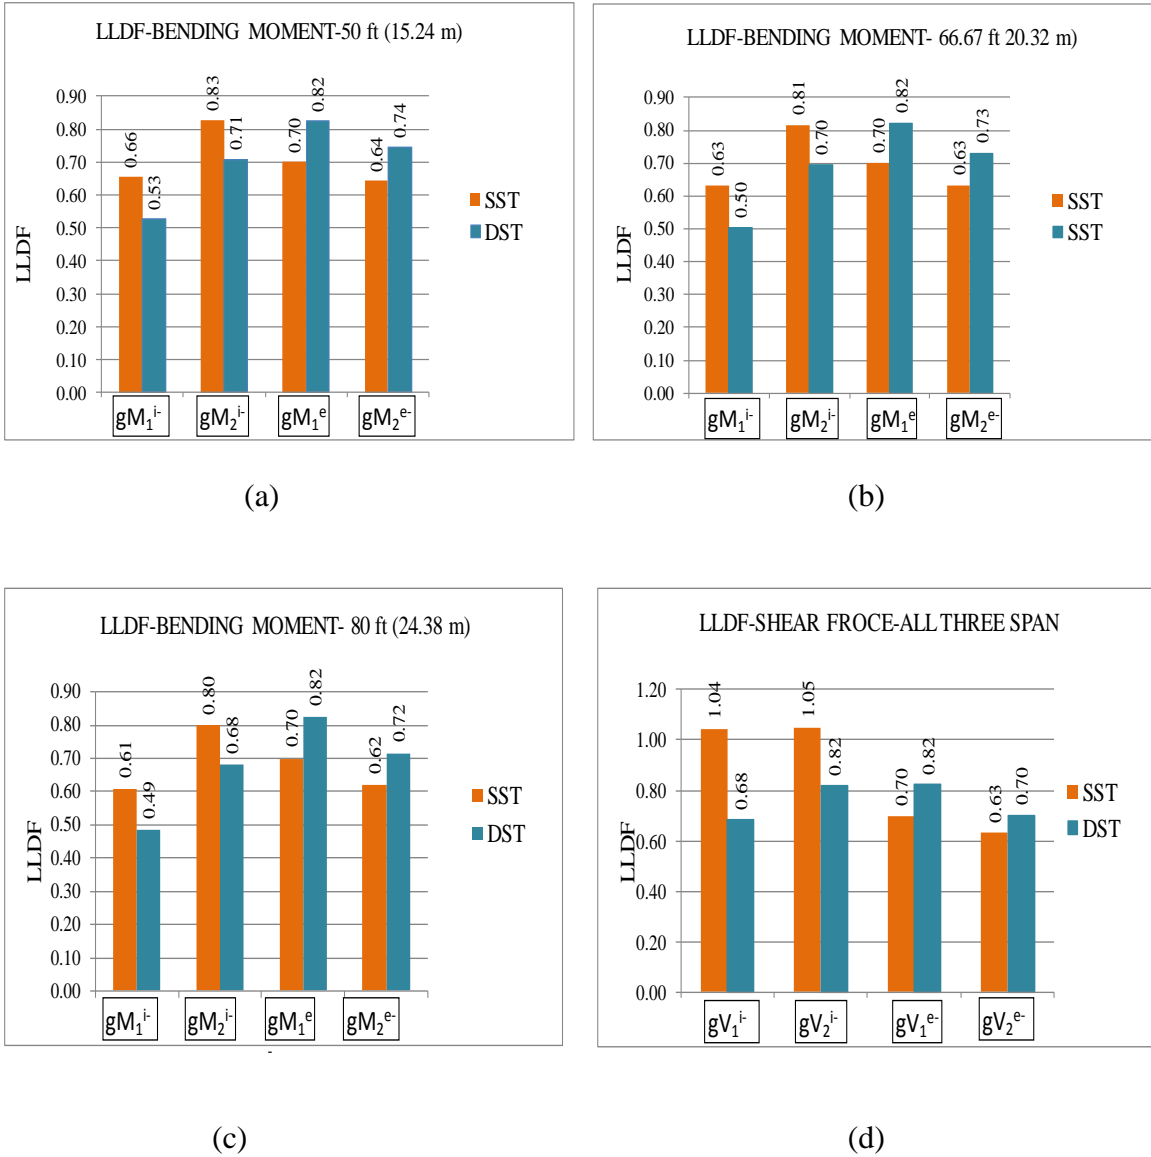 LLDF-BENDING MOMENT-50 ft (15.24 m)
0.90
0.80
0.70
0.60
0.50
0.40
0.30
0.20
0.10
0.00
LLDF
0.66
0.53
0.83
0.71
0.70
0.82
0.64
0.74
gM₁ⁱ⁻
gM₂ⁱ⁻
gM₁ᵉ
gM₂ᵉ⁻
SST
DST
(a)
LLDF-BENDING MOMENT- 66.67 ft 20.32 m)
0.90
0.80
0.70
0.60
0.50
0.40
0.30
0.20
0.10
0.00
LLDF
0.63
0.50
0.81
0.70
0.70
0.82
0.63
0.73
gM₁ⁱ⁻
gM₂ⁱ⁻
gM₁ᵉ
gM₂ᵉ⁻
SST
SST
(b)
LLDF-BENDING MOMENT- 80 ft (24.38 m)
0.90
0.80
0.70
0.60
0.50
0.40
0.30
0.20
0.10
0.00
LLDF
0.61
0.49
0.80
0.68
0.70
0.82
0.62
0.72
gM₁ⁱ⁻
gM₂ⁱ⁻
gM₁ᵉ
gM₂ᵉ⁻
SST
DST
(c)
LLDF-SHEAR FROCE-ALL THREE SPAN
1.20
1.00
0.80
0.60
0.40
0.20
0.00
LLDF
1.04
0.68
1.05
0.82
0.70
0.82
0.63
0.70
gV₁ⁱ⁻
gV₂ⁱ⁻
gV₁ᵉ⁻
gV₂ᵉ⁻
SST
DST
(d)